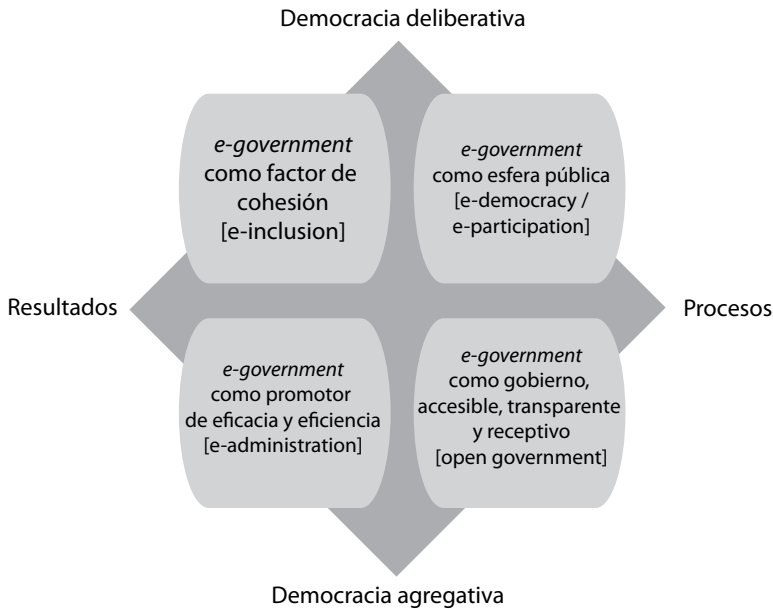 Democracia deliberativa
e-government
como factor de
cohesión
[e-inclusion]
e-government
como esfera pública
[e-democracy /
e-participation]
Resultados
Procesos
e-government
como promotor
de eficacia y eficiencia
[e-administration]
e-government
como gobierno,
accesible, transparente
y receptivo
[open government]
Democracia agregativa